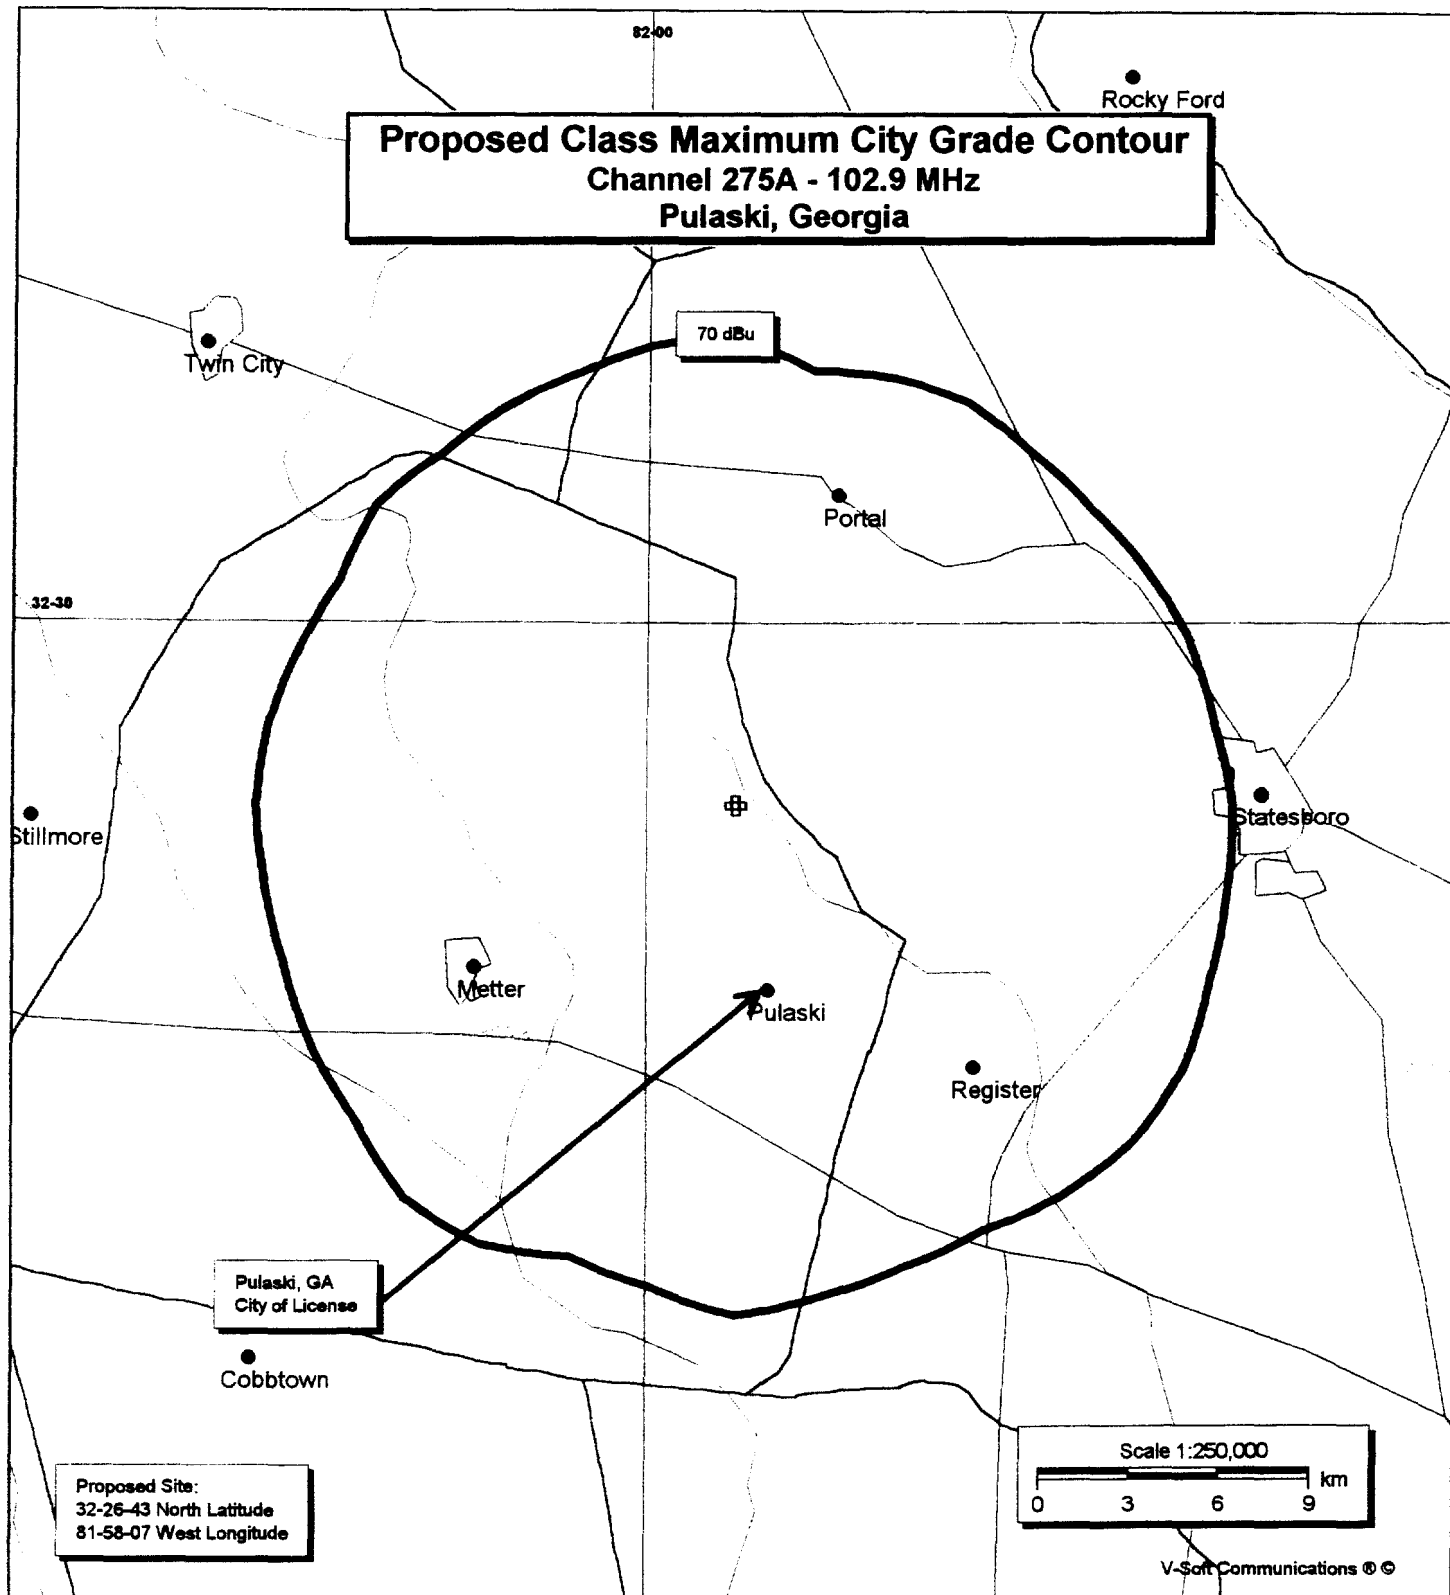 82-00
Rocky Ford
Proposed Class Maximum City Grade Contour
Channel 275A - 102.9 MHz
Pulaski, Georgia
70 dBu
Twin City
Portal
32-30
Stillmore
Statesboro
Metter
Pulaski
Register
Pulaski, GA
City of License
Cobbtown
Scale 1:250,000
km
0 3 6 9
Proposed Site:
32-26-43 North Latitude
81-58-07 West Longitude
V-Soft Communications ® ©